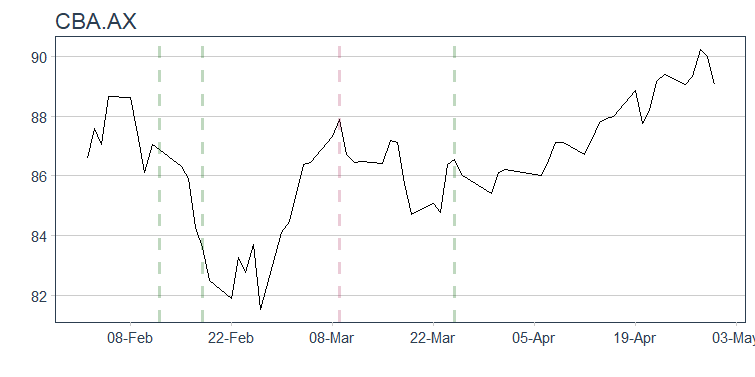 CBA.AX
90
88
86
84
82
08-Feb
22-Feb
08-Mar
22-Mar
05-Apr
19-Apr
03-May